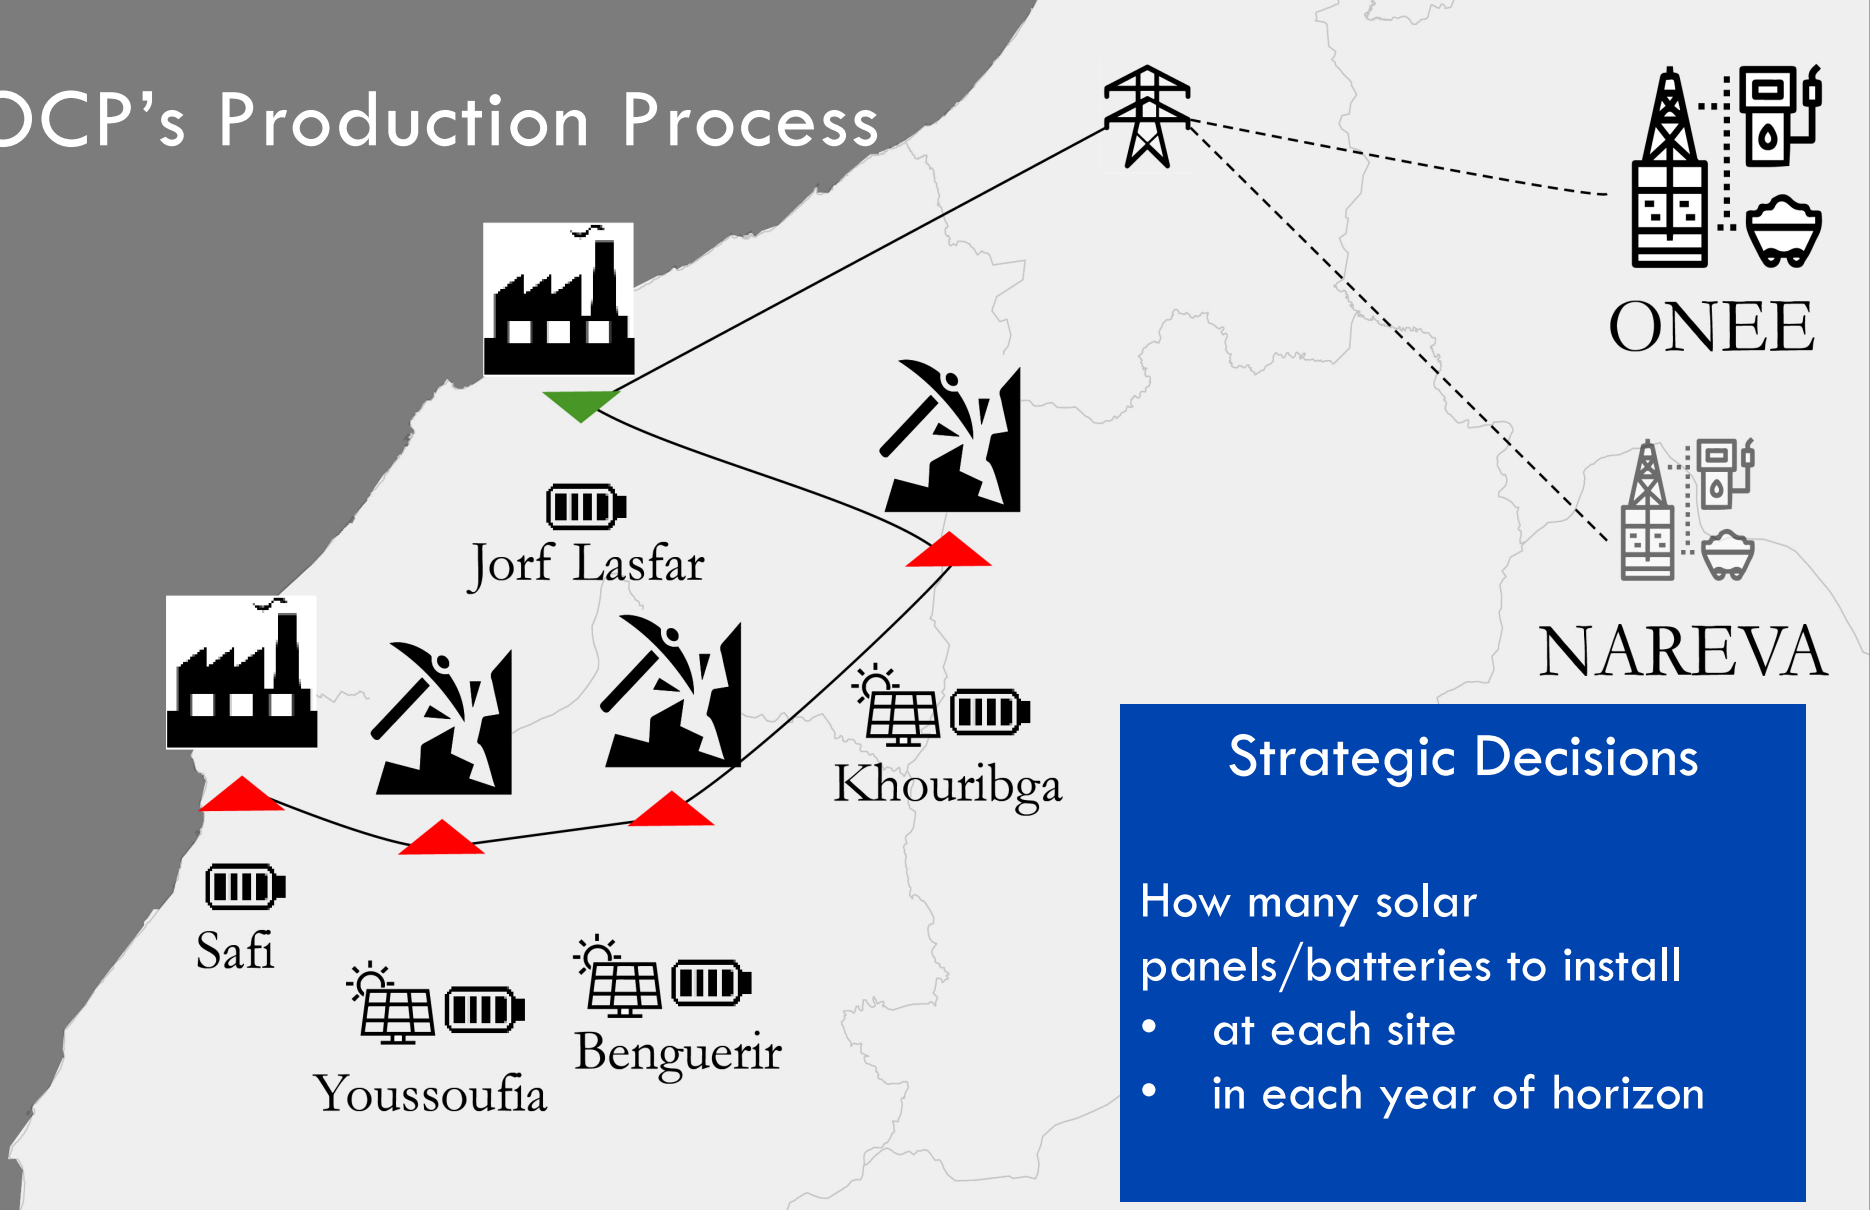 OCP's Production Process
ONEE
Jorf Lasfar
NAREVA
Khouribga
Safi
Benguerir
Youssoufia
Strategic Decisions
How many solar
panels/batteries to install
• at each site
• in each year of horizon